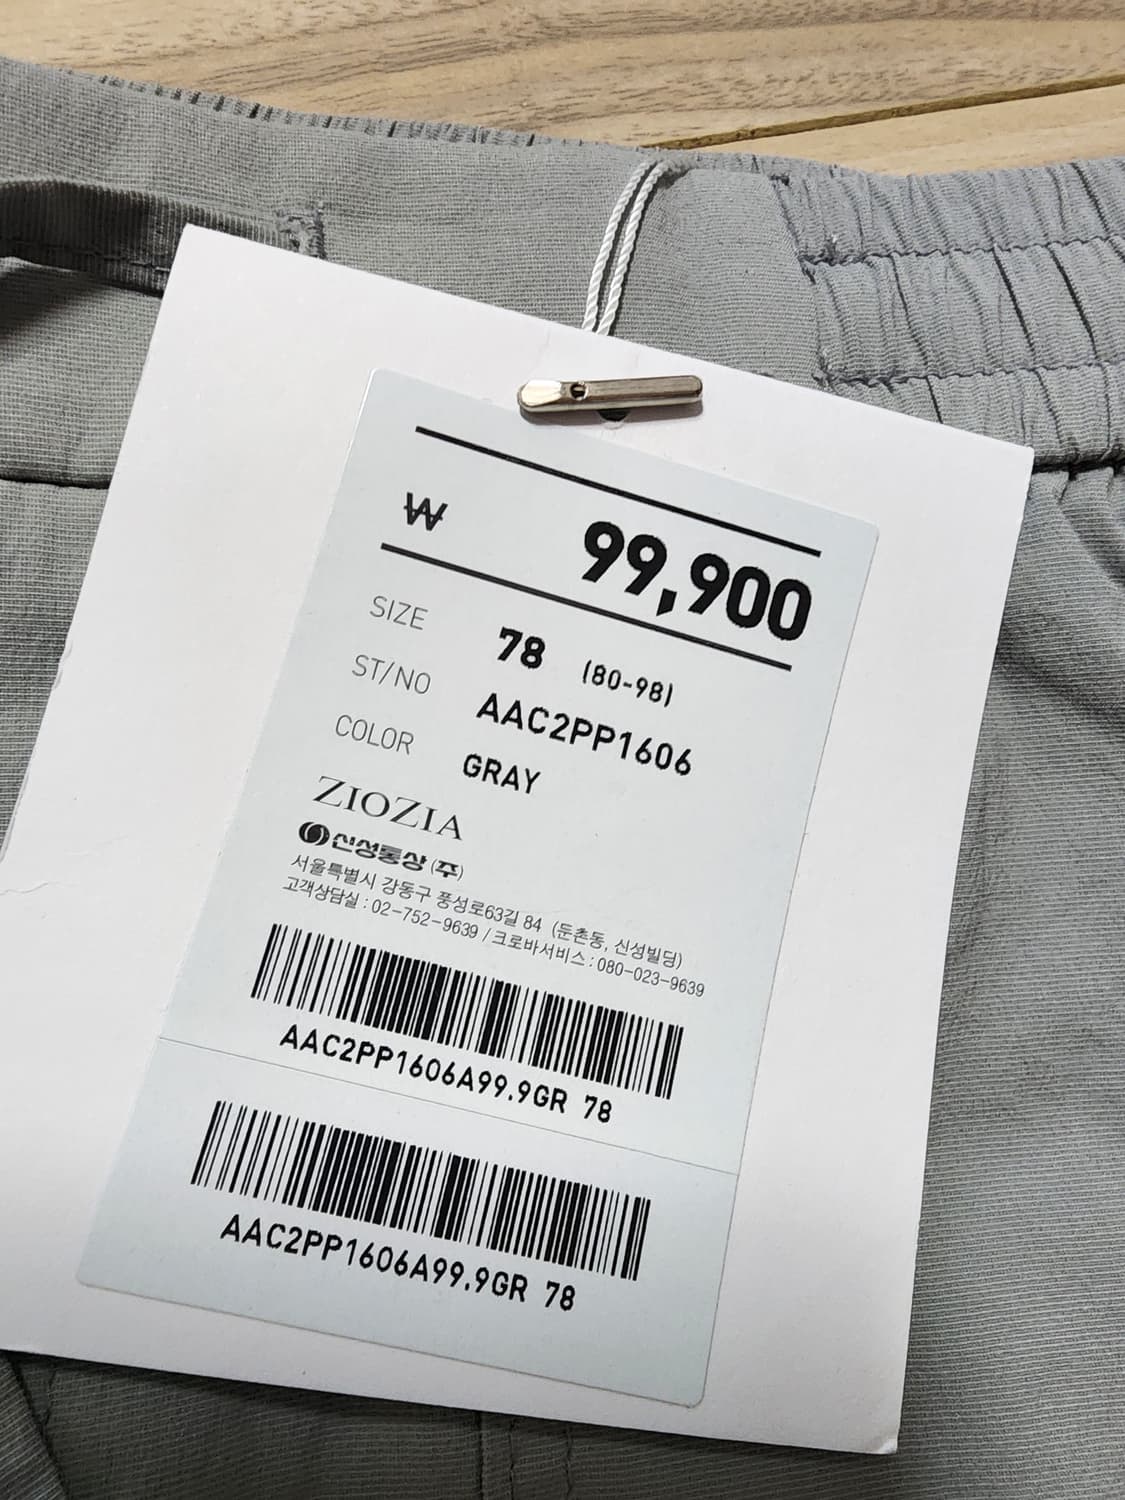 ₩ 99,900
SIZE 78 (80-98)
ST/NO AAC2PP1606
COLOR GRAY
ZIOZIA
신성통상(주)
서울특별시 강동구 풍성로63길 84 (둔촌동, 신성빌딩)
고객상담실 : 02-752-9639 / 크로바서비스 : 080-023-9639
AAC2PP1606A99.9GR 78
AAC2PP1606A99.9GR 78